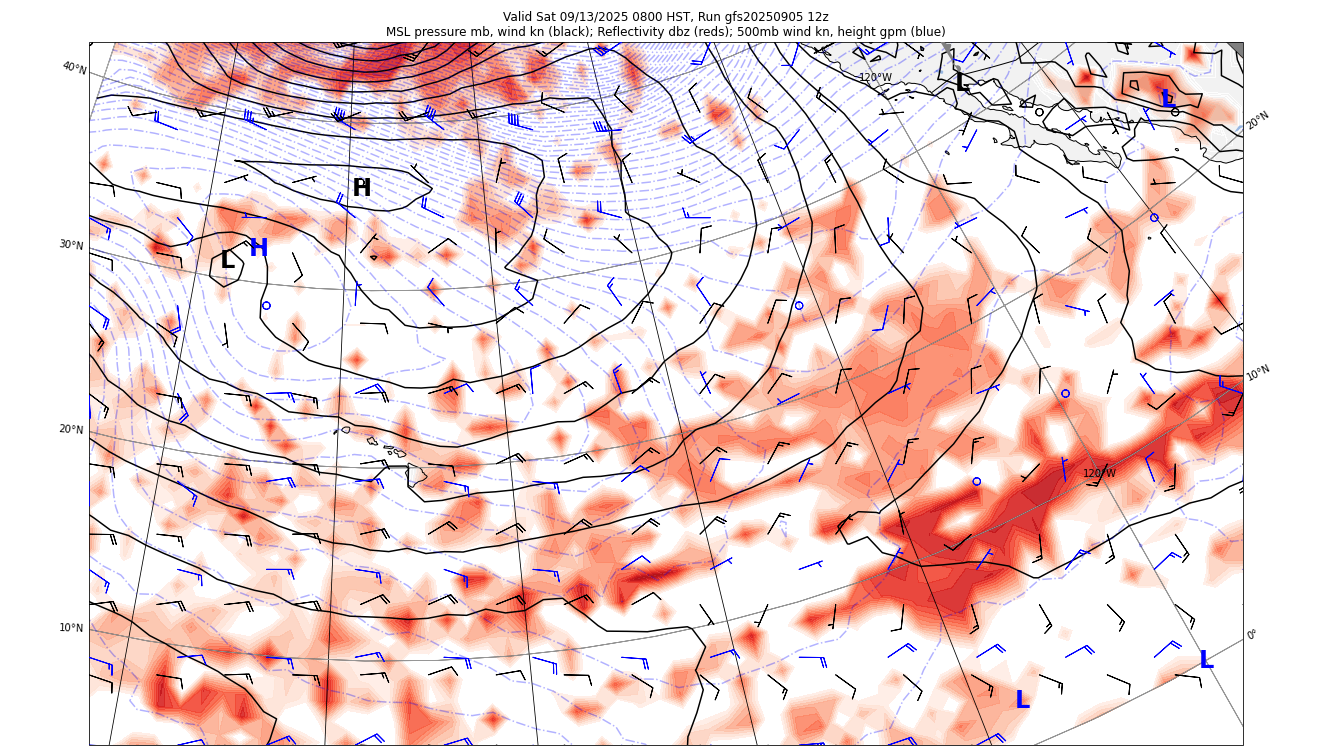 Valid Sat 09/13/2025 0800 HST, Run gfs20250905 12z
MSL pressure mb, wind kn (black); Reflectivity dbz (reds); 500mb wind kn, height gpm (blue)
40°N
120°W
L
L
20°N
H
30°N
H
L
10°N
20°N
120°W
10°N
0°
L
L